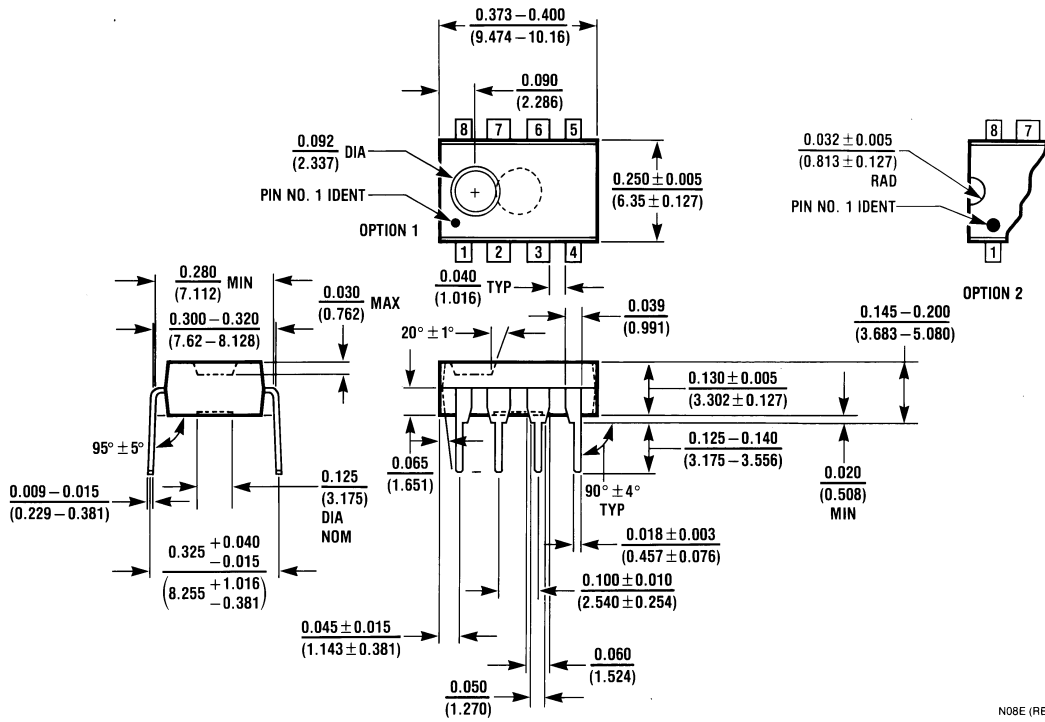 0.373 – 0.400
(9.474 – 10.16)
0.090
(2.286)
8 7 6 5
0.092
(2.337) DIA
PIN NO. 1 IDENT
OPTION 1
0.250 ± 0.005
(6.35 ± 0.127)
1 2 3 4
0.032 ± 0.005
(0.813 ± 0.127)
RAD
PIN NO. 1 IDENT
8 7
1
OPTION 2
0.280
(7.112) MIN
0.030
(0.762) MAX
0.300 – 0.320
(7.62 – 8.128)
0.040
(1.016) TYP
0.039
(0.991)
20° ± 1°
0.145 – 0.200
(3.683 – 5.080)
0.130 ± 0.005
(3.302 ± 0.127)
0.125 – 0.140
(3.175 – 3.556)
0.020
(0.508)
MIN
95° ± 5°
0.009 – 0.015
(0.229 – 0.381)
0.125
(3.175)
DIA
NOM
0.065
(1.651)
90° ± 4°
TYP
0.325 +0.040
−0.015
(8.255 +1.016
−0.381)
0.018 ± 0.003
(0.457 ± 0.076)
0.100 ± 0.010
(2.540 ± 0.254)
0.045 ± 0.015
(1.143 ± 0.381)
0.060
(1.524)
0.050
(1.270)
N08E (RE